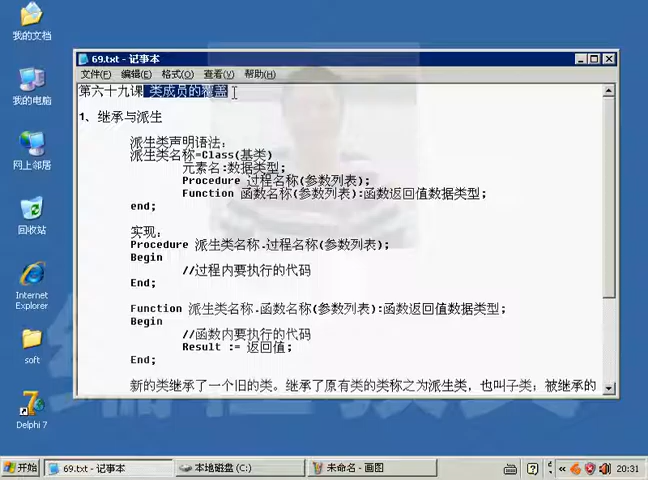 我的文档
我的电脑
网上邻居
回收站
Internet
Explorer
soft
Delphi 7
69.txt - 记事本
文件(F) 编辑(E) 格式(O) 查看(V) 帮助(H)
第六十九课 类成员的覆盖
1、继承与派生
派生类声明语法:
派生类名称=Class(基类)
元素名:数据类型;
Procedure 过程名称(参数列表);
Function 函数名称(参数列表):函数返回值数据类型;
end;
实现:
Procedure 派生类名称.过程名称(参数列表);
Begin
//过程内要执行的代码
End;
Function 派生类名称.函数名称(参数列表):函数返回值数据类型;
Begin
//函数内要执行的代码
Result := 返回值;
End;
新的类继承了一个旧的类。继承了原有类的类称之为派生类，也叫子类；被继承的
开始
69.txt - 记事本
本地磁盘 (C:)
未命名 - 画图
20:31